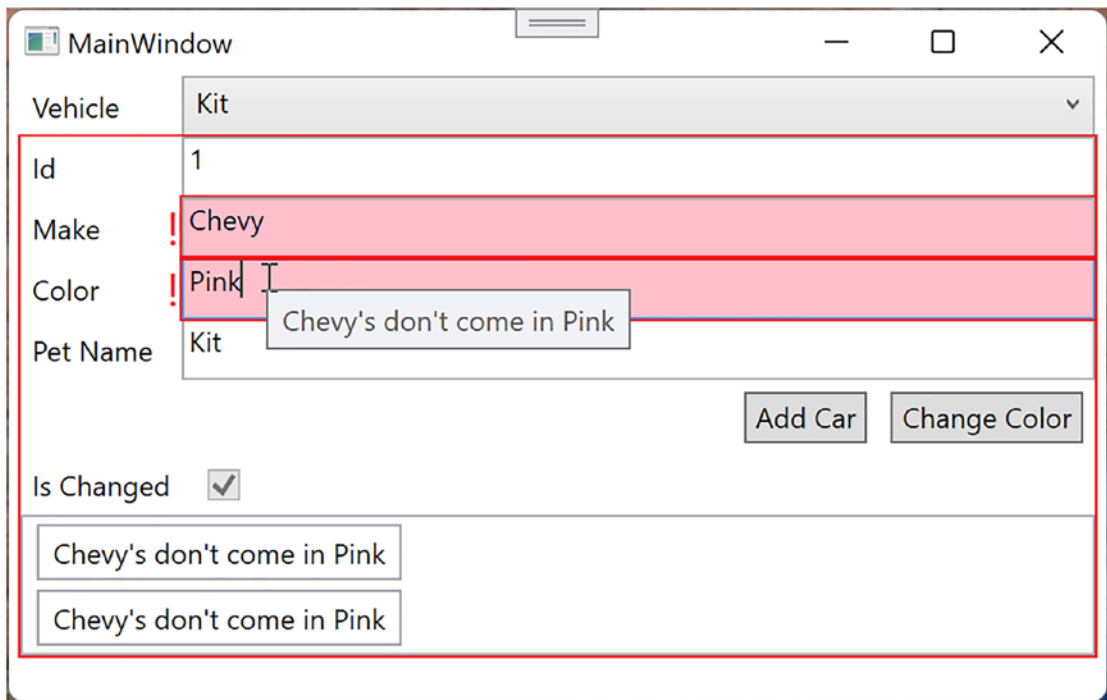 MainWindow
Vehicle Kit
Id 1
Make ! Chevy
Color ! Pink
Chevy's don't come in Pink
Pet Name Kit
Add Car Change Color
Is Changed
Chevy's don't come in Pink
Chevy's don't come in Pink